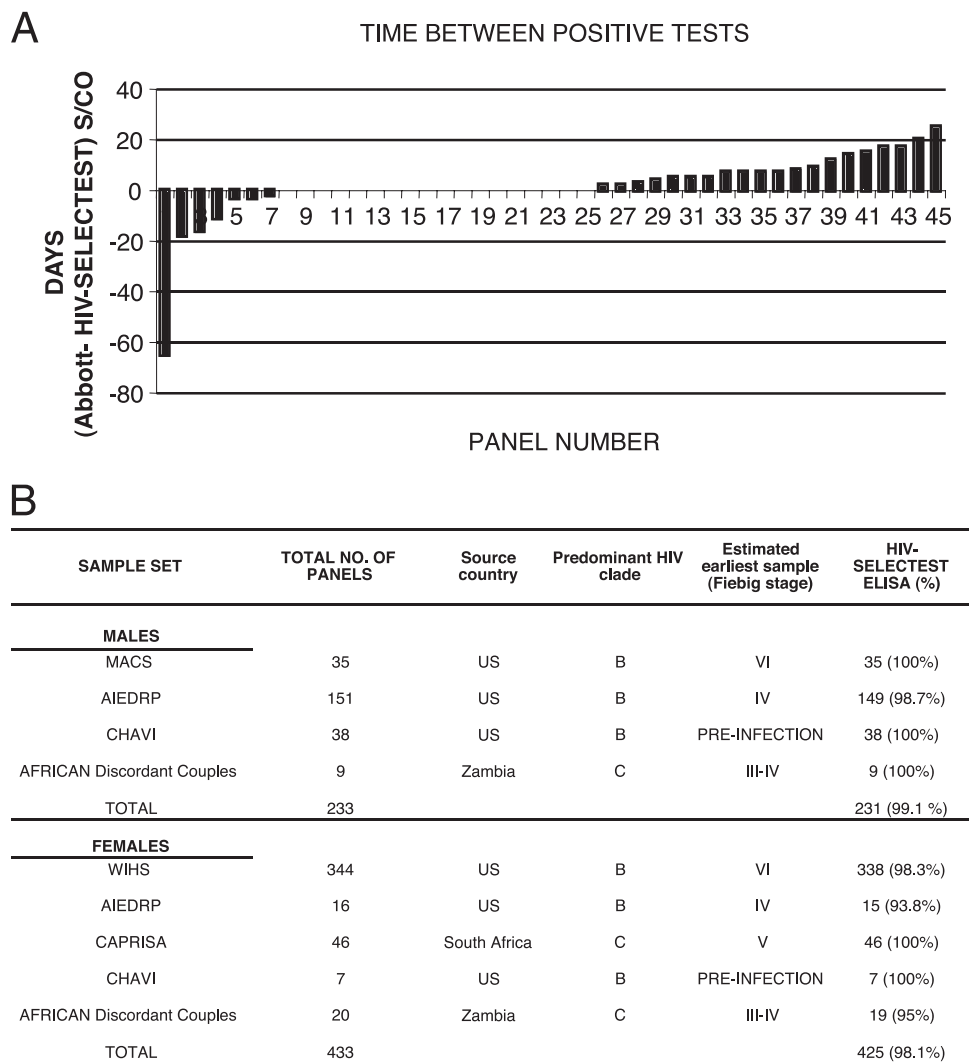 A
TIME BETWEEN POSITIVE TESTS
DAYS
(Abbott- HIV-SELECTEST) S/CO
40
20
0
-20
-40
-60
-80
3 5 7 9 11 13 15 17 19 21 23 25 27 29 31 33 35 37 39 41 43 45
PANEL NUMBER
B
SAMPLE SET TOTAL NO. OF PANELS Source country Predominant HIV clade Estimated earliest sample (Fiebig stage) HIV-SELECTEST ELISA (%)
MALES
MACS 35 US B VI 35 (100%)
AIEDRP 151 US B IV 149 (98.7%)
CHAVI 38 US B PRE-INFECTION 38 (100%)
AFRICAN Discordant Couples 9 Zambia C III-IV 9 (100%)
TOTAL 233 231 (99.1 %)
FEMALES
WIHS 344 US B VI 338 (98.3%)
AIEDRP 16 US B IV 15 (93.8%)
CAPRISA 46 South Africa C V 46 (100%)
CHAVI 7 US B PRE-INFECTION 7 (100%)
AFRICAN Discordant Couples 20 Zambia C III-IV 19 (95%)
TOTAL 433 425 (98.1%)